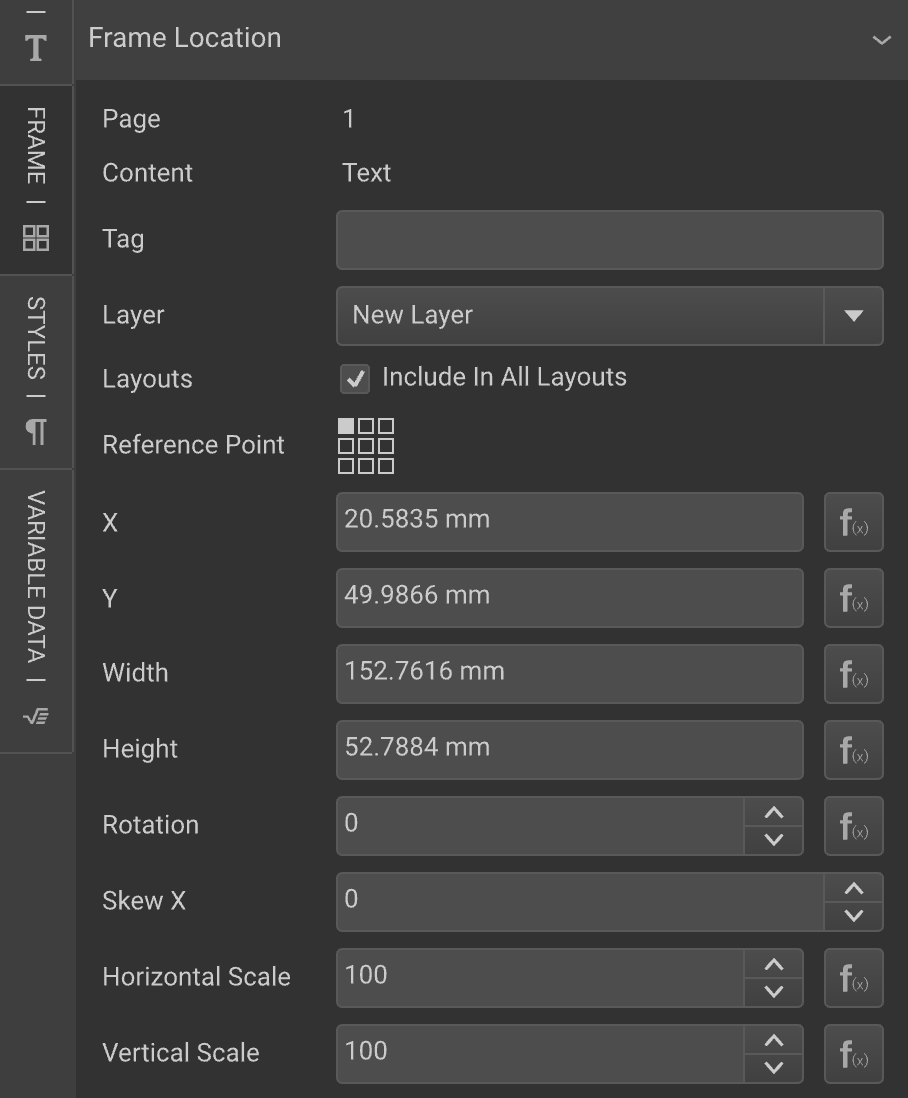 T
FRAME
STYLES
¶
VARIABLE DATA
Frame Location
Page 1
Content Text
Tag
Layer New Layer
Layouts Include In All Layouts
Reference Point
X 20.5835 mm f(x)
Y 49.9866 mm f(x)
Width 152.7616 mm f(x)
Height 52.7884 mm f(x)
Rotation 0 f(x)
Skew X 0
Horizontal Scale 100 f(x)
Vertical Scale 100 f(x)